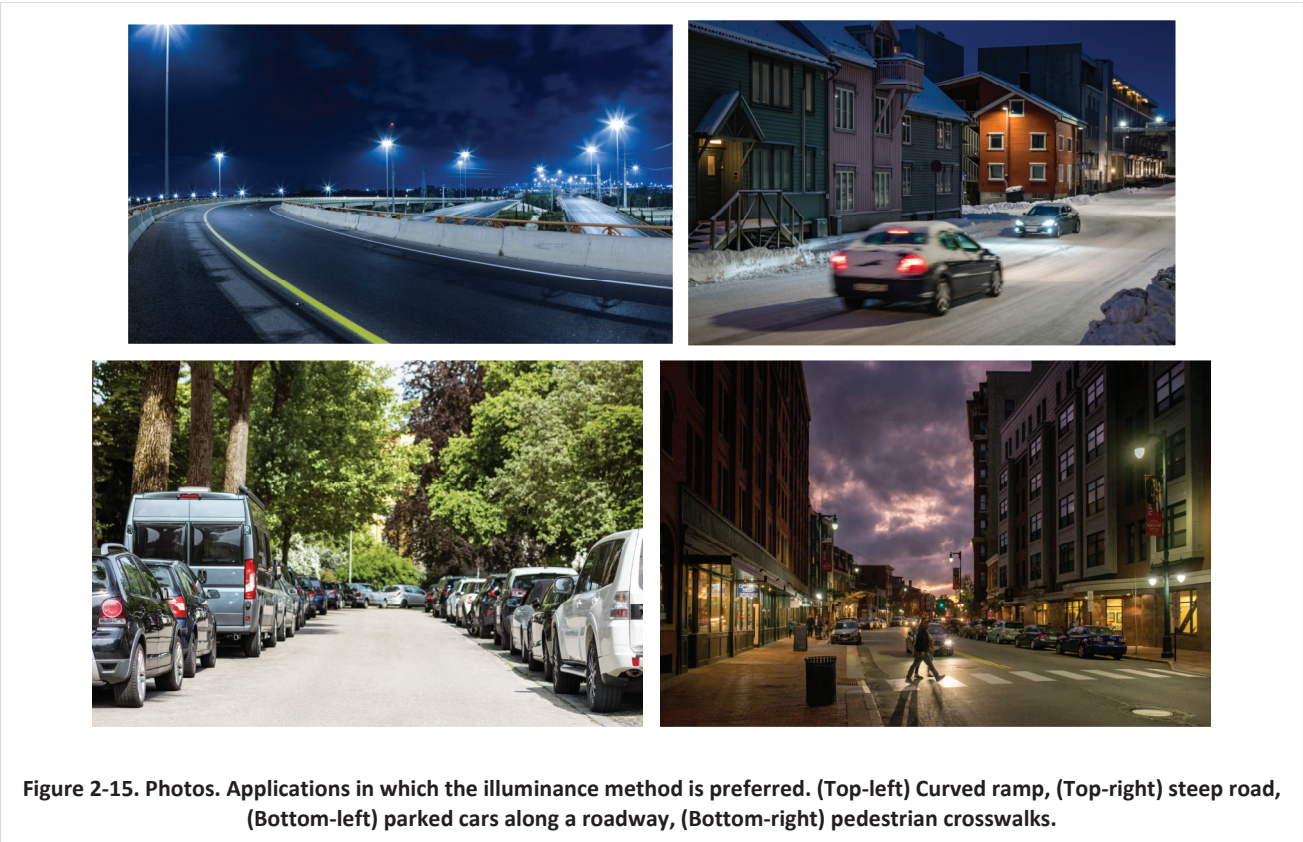 Figure 2-15. Photos. Applications in which the illuminance method is preferred. (Top-left) Curved ramp, (Top-right) steep road,
(Bottom-left) parked cars along a roadway, (Bottom-right) pedestrian crosswalks.